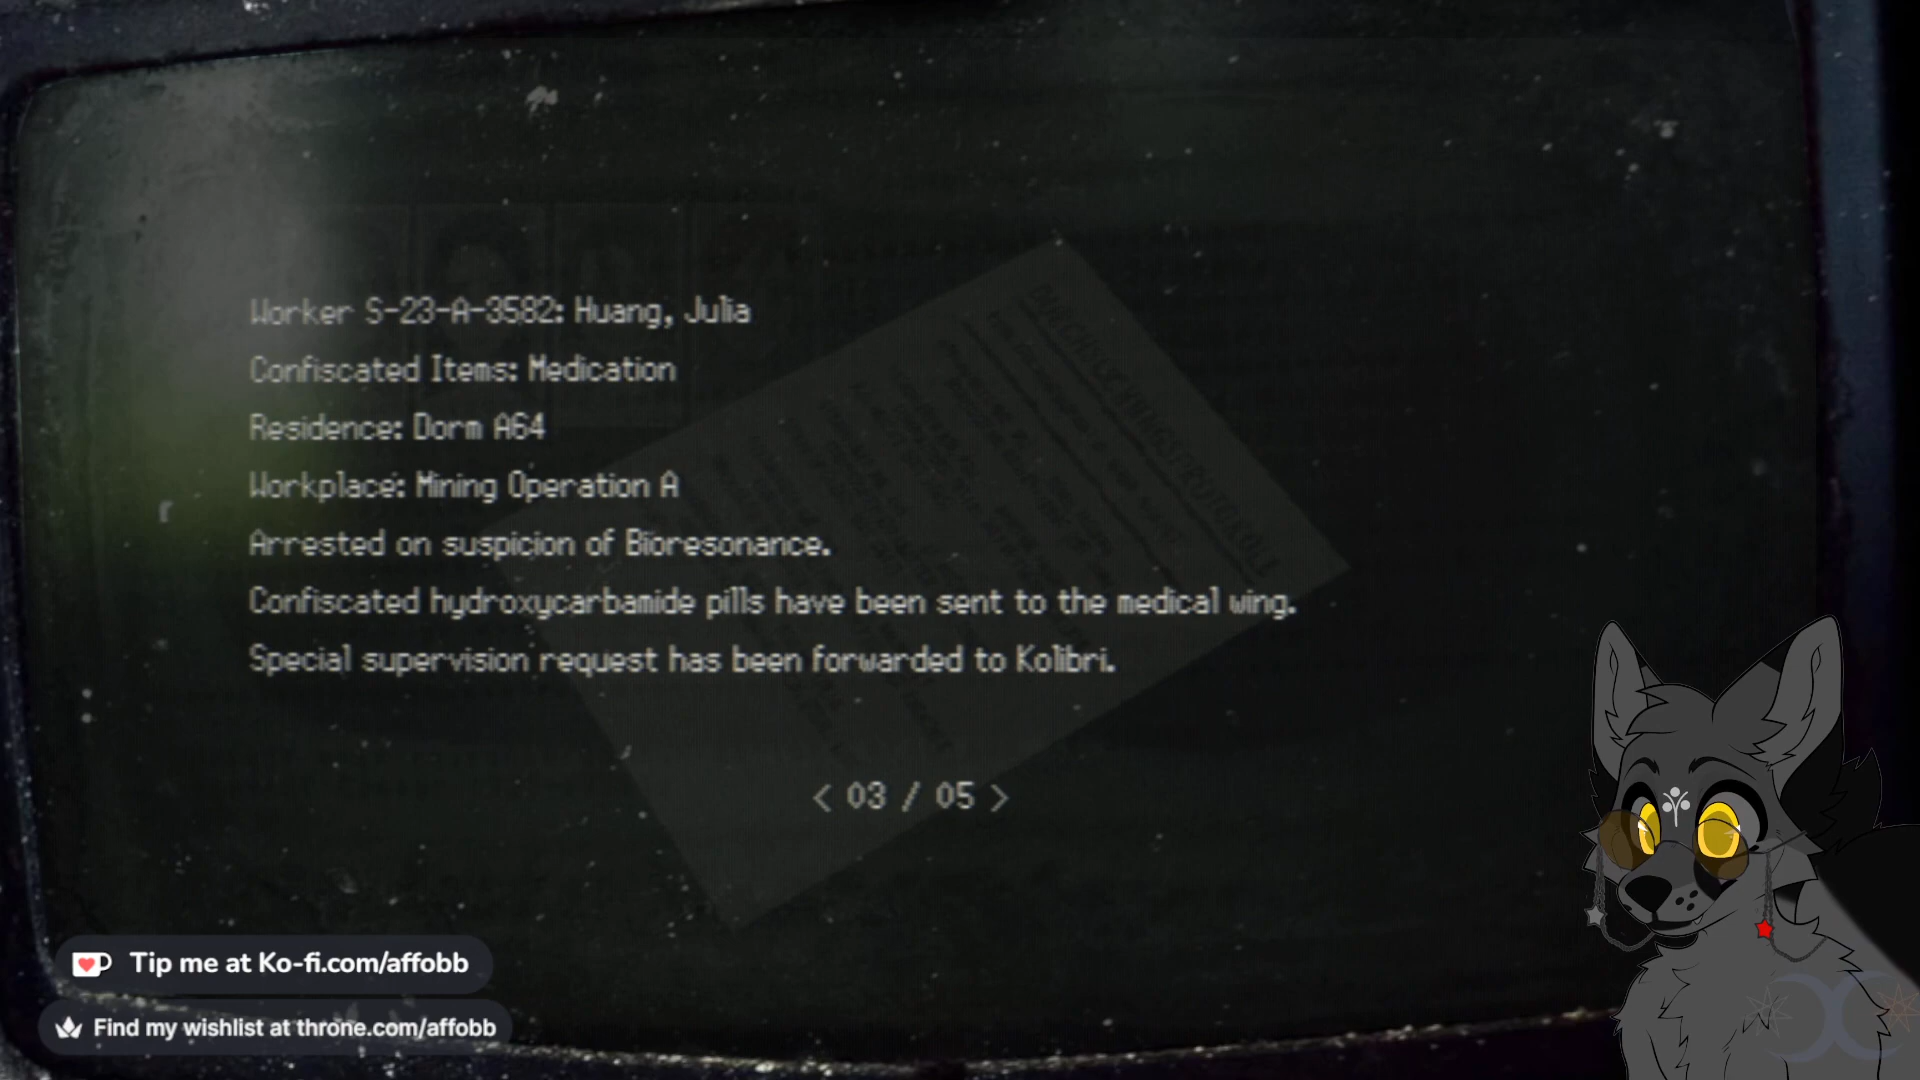 Worker S-23-A-3582: Huang, Julia
Confiscated Items: Medication
Residence: Dorm A64
Workplace: Mining Operation A
Arrested on suspicion of Bioresonance.
Confiscated hydroxycarbamide pills have been sent to the medical wing.
Special supervision request has been forwarded to Kolibri.
< 03 / 05 >
Tip me at Ko-fi.com/affobb
Find my wishlist at throne.com/affobb